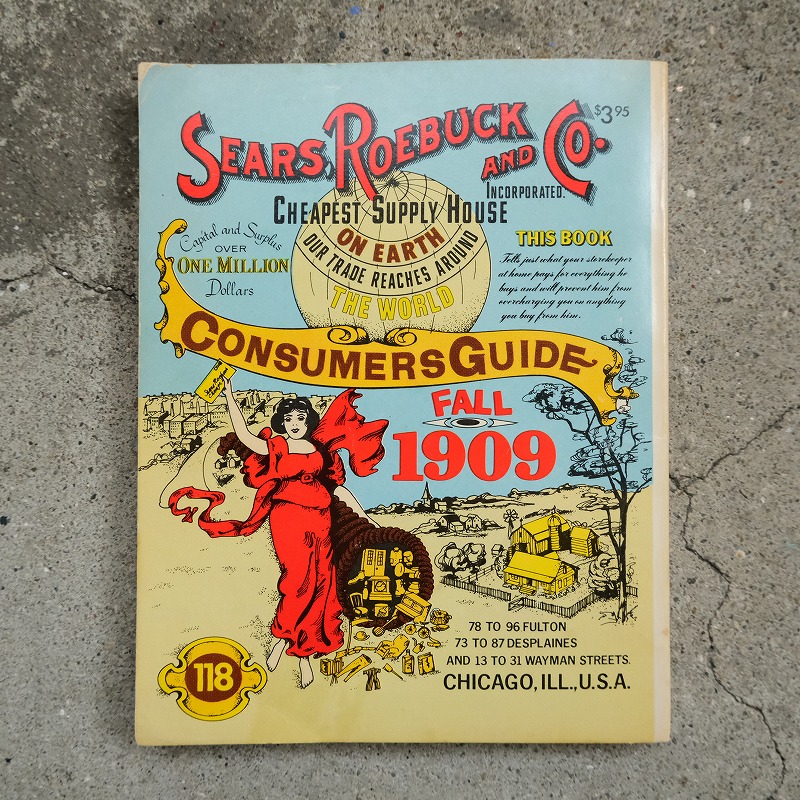 SEARS, ROEBUCK AND CO.
$3.95
INCORPORATED.
CHEAPEST SUPPLY HOUSE
ON EARTH
OUR TRADE REACHES AROUND
THE WORLD
Capital and Surplus
OVER
ONE MILLION
Dollars
THIS BOOK
Tells just what your storekeeper
at home pays for everything he
buys and will prevent him from
overcharging you on anything
you buy from him.
CONSUMERS GUIDE
FALL
1909
78 TO 96 FULTON
73 TO 87 DESPLAINES
AND 13 TO 31 WAYMAN STREETS.
CHICAGO, ILL., U.S.A.
118